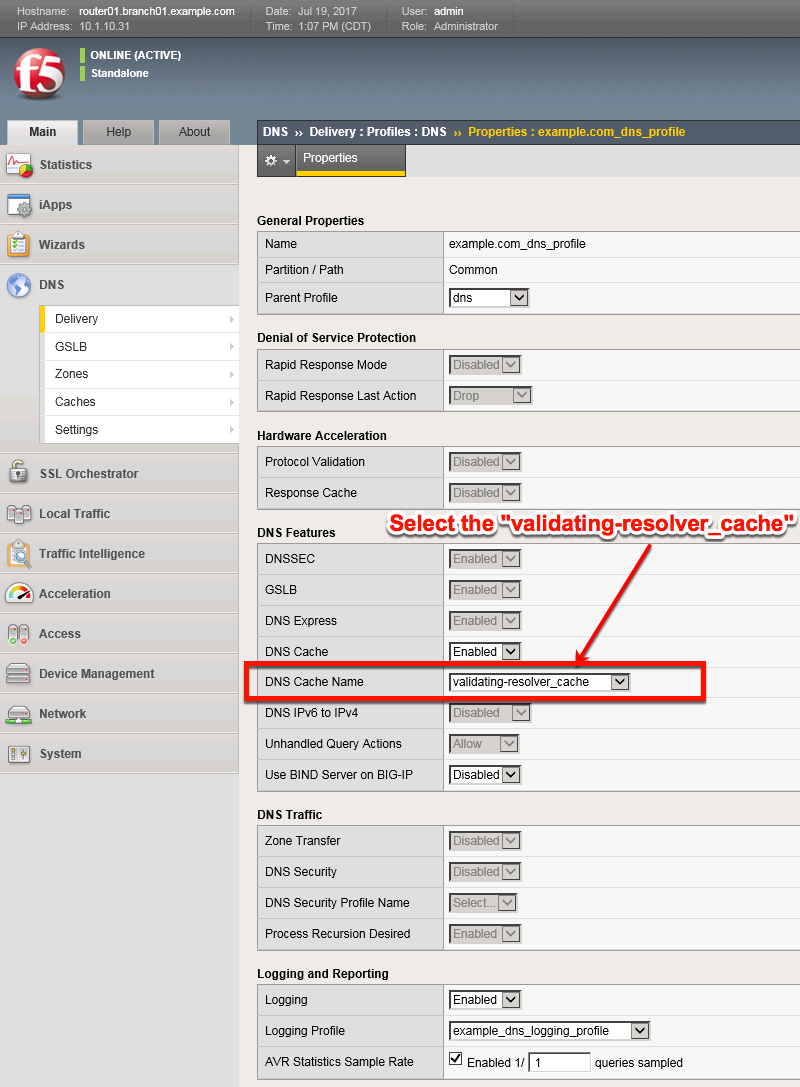 Hostname: router01.branch01.example.com Date: Jul 19, 2017 User: admin
IP Address: 10.1.10.31 Time: 1:07 PM (CDT) Role: Administrator
f5
ONLINE (ACTIVE)
Standalone
Main Help About
DNS ›› Delivery : Profiles : DNS ›› Properties : example.com_dns_profile
Properties
Statistics
iApps
Wizards
DNS
Delivery
GSLB
Zones
Caches
Settings
SSL Orchestrator
Local Traffic
Traffic Intelligence
Acceleration
Access
Device Management
Network
System
General Properties
Name example.com_dns_profile
Partition / Path Common
Parent Profile dns
Denial of Service Protection
Rapid Response Mode Disabled
Rapid Response Last Action Drop
Hardware Acceleration
Protocol Validation Disabled
Response Cache Disabled
Select the "validating-resolver_cache"
DNS Features
DNSSEC Enabled
GSLB Enabled
DNS Express Enabled
DNS Cache Enabled
DNS Cache Name validating-resolver_cache
DNS IPv6 to IPv4 Disabled
Unhandled Query Actions Allow
Use BIND Server on BIG-IP Disabled
DNS Traffic
Zone Transfer Disabled
DNS Security Disabled
DNS Security Profile Name Select...
Process Recursion Desired Enabled
Logging and Reporting
Logging Enabled
Logging Profile example_dns_logging_profile
AVR Statistics Sample Rate Enabled 1/ 1 queries sampled